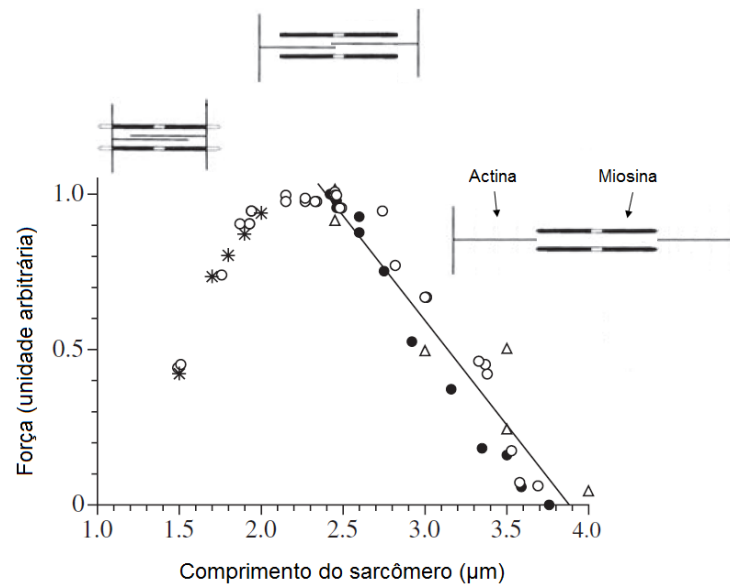 Actina
Miosina
Força (unidade arbitrária)
1.0
0.5
0
1.0
1.5
2.0
2.5
3.0
3.5
4.0
Comprimento do sarcômero (µm)